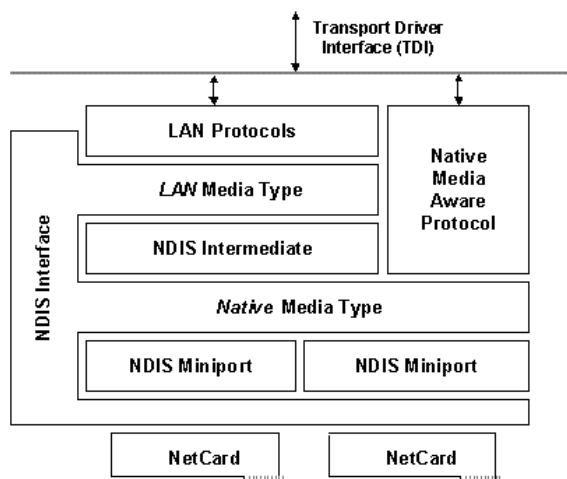 Transport Driver
Interface (TDI)
LAN Protocols
Native
Media
Aware
Protocol
LAN Media Type
NDIS Intermediate
NDIS Interface
Native Media Type
NDIS Miniport
NDIS Miniport
NetCard
NetCard